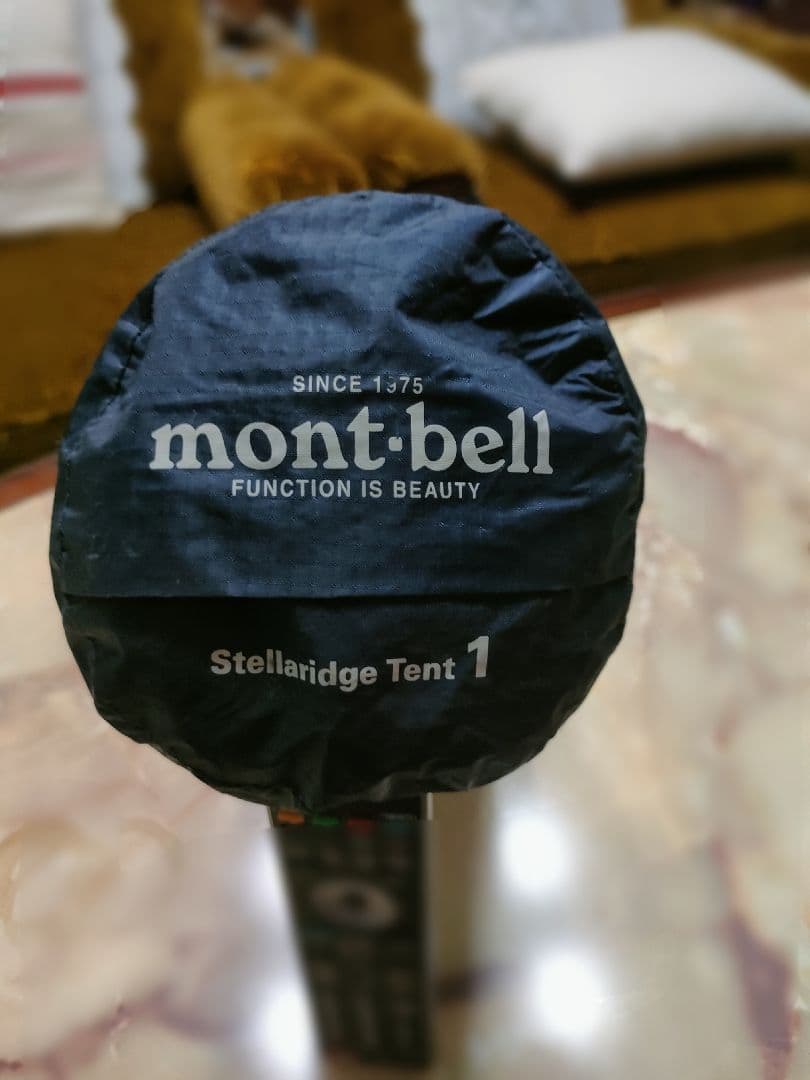 SINCE 1975
mont·bell
FUNCTION IS BEAUTY
Stellaridge Tent 1